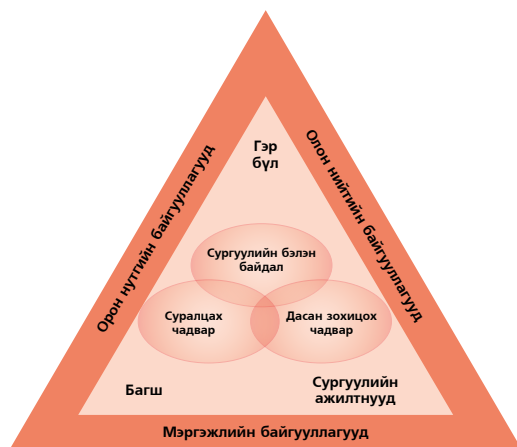 Гэр
бүл
Орон нутгийн байгууллагууд
Олон нийтийн байгууллагууд
Сургуулийн бэлэн
байдал
Суралцах
чадвар
Дасан зохицох
чадвар
Багш
Сургуулийн
ажилтнууд
Мэргэжлийн байгууллагууд